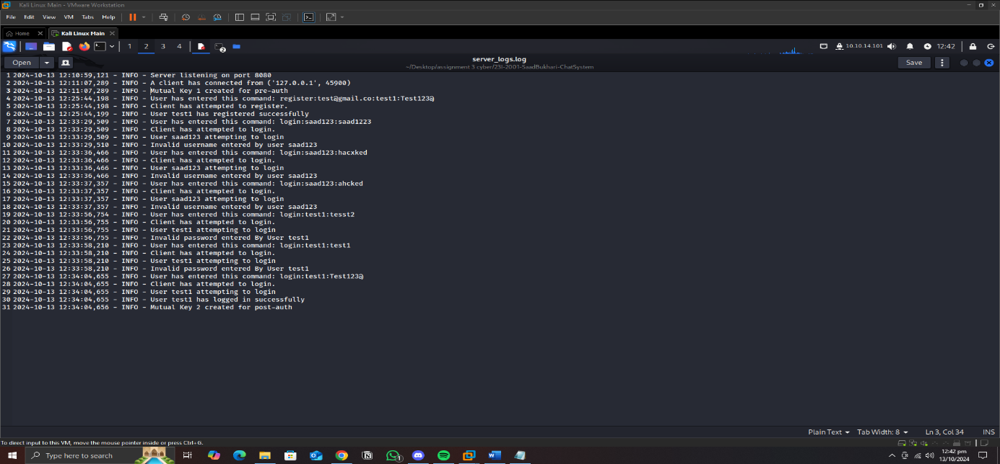 Kali Linux Main - VMware Workstation
File Edit View VM Tabs Help
Home Kali Linux Main
1 2 3 4 2 10.10.14.101 12:42
Open server_logs.log Save
~/Desktop/assignment 3 cyber/23I-2001-SaadBukhari-ChatSystem
1 2024-10-13 12:10:59,121 - INFO - Server listening on port 8080
2 2024-10-13 12:11:07,289 - INFO - A client has connected from ('127.0.0.1', 45900)
3 2024-10-13 12:11:07,289 - INFO - Mutual Key 1 created for pre-auth
4 2024-10-13 12:25:44,198 - INFO - User has entered this command: register:test@gmail.co:test1:Test123@
5 2024-10-13 12:25:44,198 - INFO - Client has attempted to register.
6 2024-10-13 12:25:44,199 - INFO - User test1 has registered successfully
7 2024-10-13 12:33:29,509 - INFO - User has entered this command: login:saad123:saad1223
8 2024-10-13 12:33:29,509 - INFO - Client has attempted to login.
9 2024-10-13 12:33:29,509 - INFO - User saad123 attempting to login
10 2024-10-13 12:33:29,510 - INFO - Invalid username entered by user saad123
11 2024-10-13 12:33:36,466 - INFO - User has entered this command: login:saad123:hacxked
12 2024-10-13 12:33:36,466 - INFO - Client has attempted to login.
13 2024-10-13 12:33:36,466 - INFO - User saad123 attempting to login
14 2024-10-13 12:33:36,466 - INFO - Invalid username entered by user saad123
15 2024-10-13 12:33:37,357 - INFO - User has entered this command: login:saad123:ahcked
16 2024-10-13 12:33:37,357 - INFO - Client has attempted to login.
17 2024-10-13 12:33:37,357 - INFO - User saad123 attempting to login
18 2024-10-13 12:33:37,357 - INFO - Invalid username entered by user saad123
19 2024-10-13 12:33:56,754 - INFO - User has entered this command: login:test1:tesst2
20 2024-10-13 12:33:56,755 - INFO - Client has attempted to login.
21 2024-10-13 12:33:56,755 - INFO - User test1 attempting to login
22 2024-10-13 12:33:56,755 - INFO - Invalid password entered By User test1
23 2024-10-13 12:33:58,210 - INFO - User has entered this command: login:test1:test1
24 2024-10-13 12:33:58,210 - INFO - Client has attempted to login.
25 2024-10-13 12:33:58,210 - INFO - User test1 attempting to login
26 2024-10-13 12:33:58,210 - INFO - Invalid password entered By User test1
27 2024-10-13 12:34:04,655 - INFO - User has entered this command: login:test1:Test123@
28 2024-10-13 12:34:04,655 - INFO - Client has attempted to login.
29 2024-10-13 12:34:04,655 - INFO - User test1 attempting to login
30 2024-10-13 12:34:04,655 - INFO - User test1 has logged in successfully
31 2024-10-13 12:34:04,656 - INFO - Mutual Key 2 created for post-auth
Plain Text Tab Width: 8 Ln 3, Col 34 INS
To direct input to this VM, move the mouse pointer inside or press Ctrl+G.
Type here to search 1 12:42 pm
13/10/2024